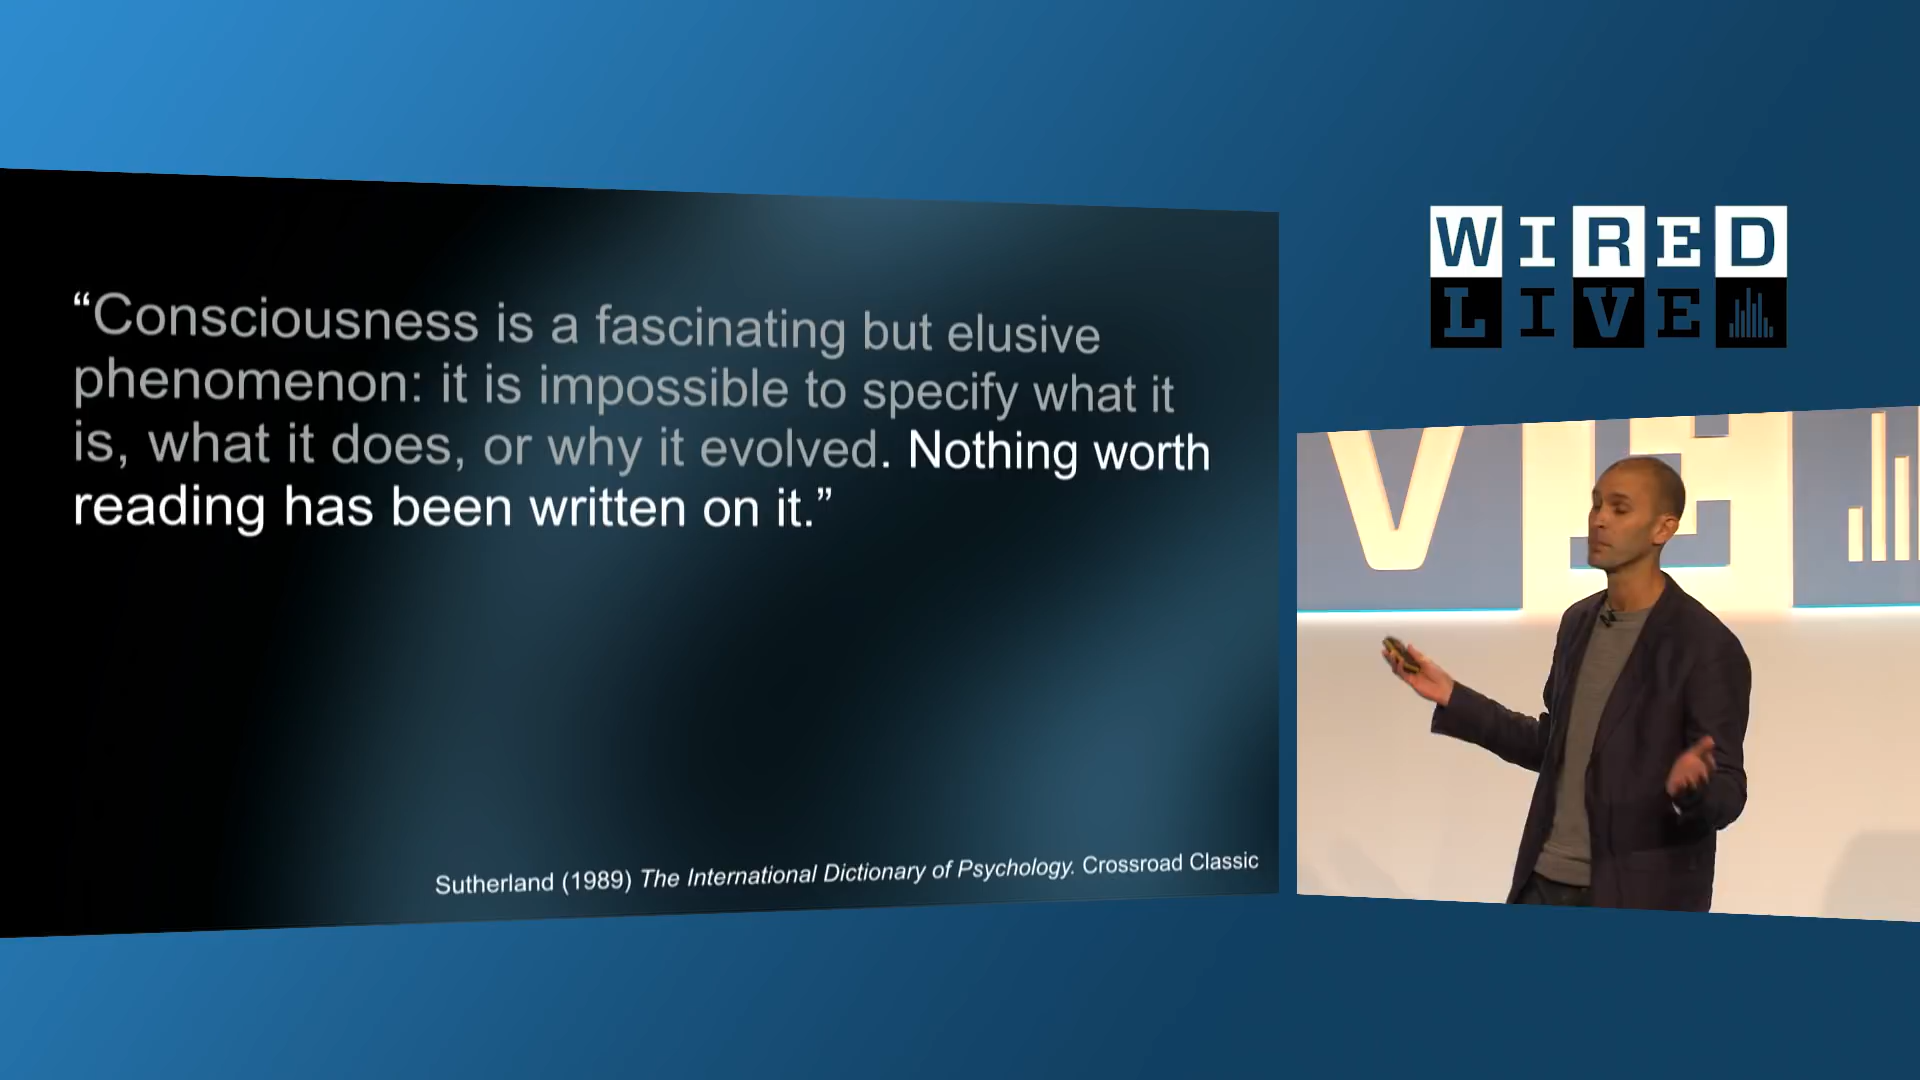 “Consciousness is a fascinating but elusive
phenomenon: it is impossible to specify what it
is, what it does, or why it evolved. Nothing worth
reading has been written on it.”
Sutherland (1989) The International Dictionary of Psychology. Crossroad Classic
WIRED
LIVE
VE